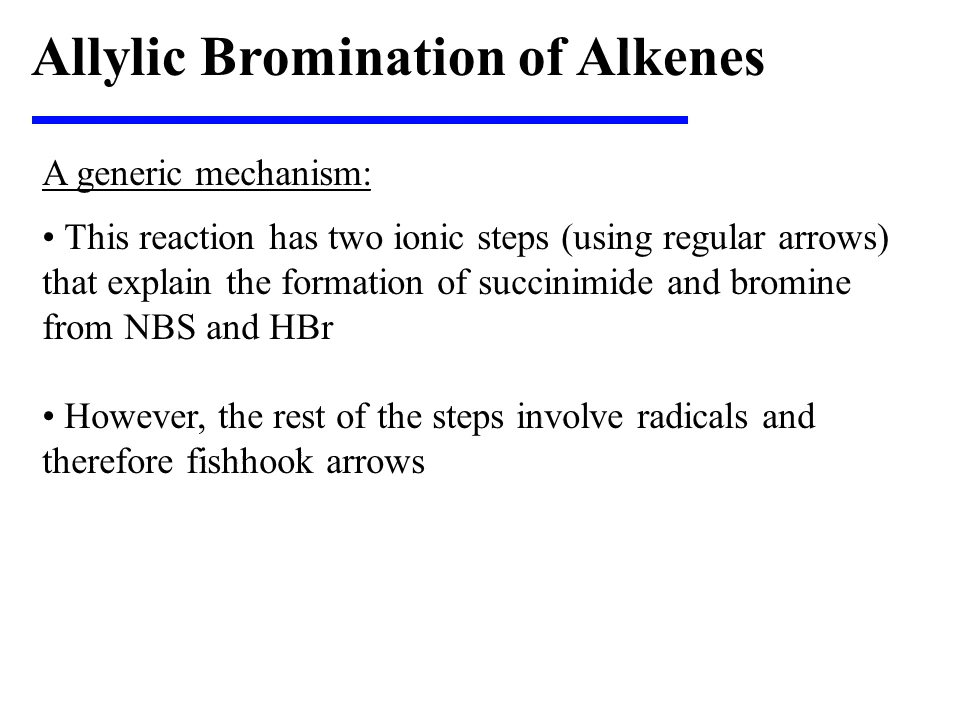 Allylic Bromination of Alkenes
A generic mechanism:
• This reaction has two ionic steps (using regular arrows)
that explain the formation of succinimide and bromine
from NBS and HBr
• However, the rest of the steps involve radicals and
therefore fishhook arrows